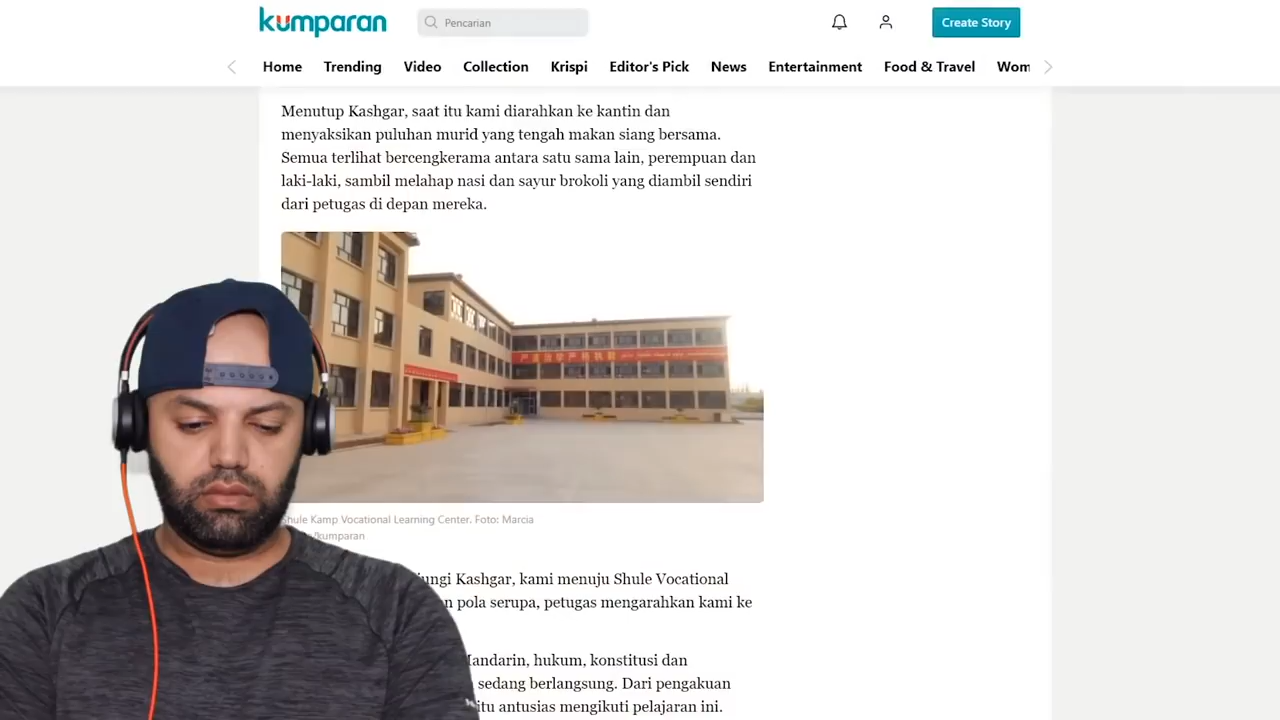 kumparan
Pencarian
Create Story
Home
Trending
Video
Collection
Krispi
Editor's Pick
News
Entertainment
Food & Travel
Wom
Menutup Kashgar, saat itu kami diarahkan ke kantin dan
menyaksikan puluhan murid yang tengah makan siang bersama.
Semua terlihat bercengkerama antara satu sama lain, perempuan dan
laki-laki, sambil melahap nasi dan sayur brokoli yang diambil sendiri
dari petugas di depan mereka.
Shule Kamp Vocational Learning Center. Foto: Marcia
/kumparan
Kashgar, kami menuju Shule Vocational
pola serupa, petugas mengarahkan kami ke
Mandarin, hukum, konstitusi dan
sedang berlangsung. Dari pengakuan
itu antusias mengikuti pelajaran ini.